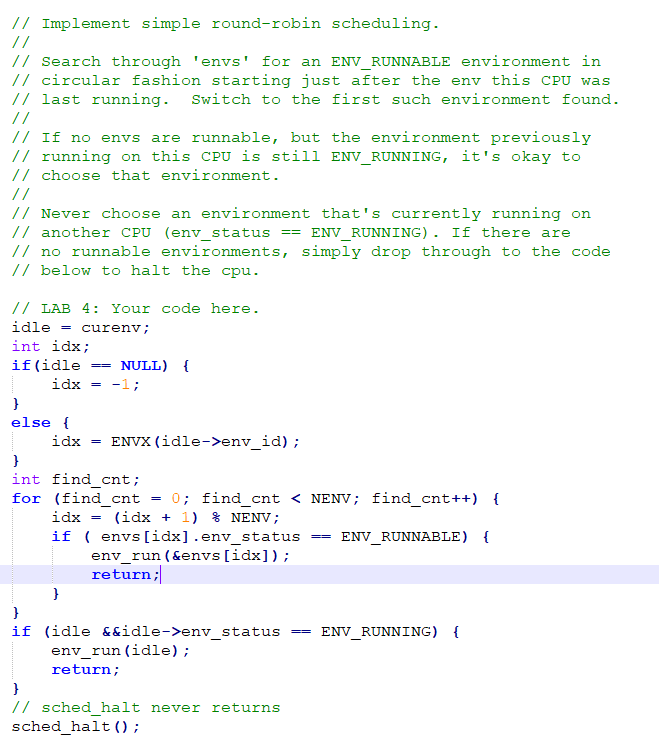 // Implement simple round-robin scheduling.
//
// Search through 'envs' for an ENV_RUNNABLE environment in
// circular fashion starting just after the env this CPU was
// last running.  Switch to the first such environment found.
//
// If no envs are runnable, but the environment previously
// running on this CPU is still ENV_RUNNING, it's okay to
// choose that environment.
//
// Never choose an environment that's currently running on
// another CPU (env_status == ENV_RUNNING). If there are
// no runnable environments, simply drop through to the code
// below to halt the cpu.

// LAB 4: Your code here.
idle = curenv;
int idx;
if(idle == NULL) {
    idx = -1;
}
else {
    idx = ENVX(idle->env_id);
}
int find_cnt;
for (find_cnt = 0; find_cnt < NENV; find_cnt++) {
    idx = (idx + 1) % NENV;
    if ( envs[idx].env_status == ENV_RUNNABLE) {
        env_run(&envs[idx]);
        return;
    }
}
if (idle &&idle->env_status == ENV_RUNNING) {
    env_run(idle);
    return;
}
// sched_halt never returns
sched_halt();